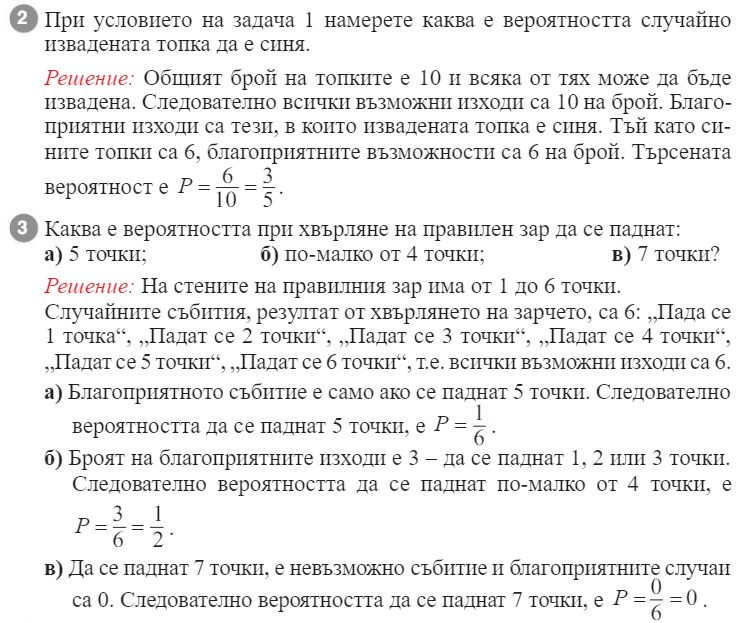 2 При условието на задача 1 намерете каква е вероятността случайно
извадената топка да е синя.
Решение: Общият брой на топките е 10 и всяка от тях може да бъде
извадена. Следователно всички възможни изходи са 10 на брой. Благо-
приятни изходи са тези, в които извадената топка е синя. Тъй като си-
ните топки са 6, благоприятните възможности са 6 на брой. Търсената
вероятност е P = 6/10 = 3/5.
3 Каква е вероятността при хвърляне на правилен зар да се паднат:
а) 5 точки; б) по-малко от 4 точки; в) 7 точки?
Решение: На стените на правилния зар има от 1 до 6 точки.
Случайните събития, резултат от хвърлянето на зарчето, са 6: „Пада се
1 точка“, „Падат се 2 точки“, „Падат се 3 точки“, „Падат се 4 точки“,
„Падат се 5 точки“, „Падат се 6 точки“, т.е. всички възможни изходи са 6.
а) Благоприятното събитие е само ако се паднат 5 точки. Следователно
вероятността да се паднат 5 точки, е P = 1/6.
б) Броят на благоприятните изходи е 3 – да се паднат 1, 2 или 3 точки.
Следователно вероятността да се паднат по-малко от 4 точки, е
P = 3/6 = 1/2.
в) Да се паднат 7 точки, е невъзможно събитие и благоприятните случаи
са 0. Следователно вероятността да се паднат 7 точки, е P = 0/6 = 0.